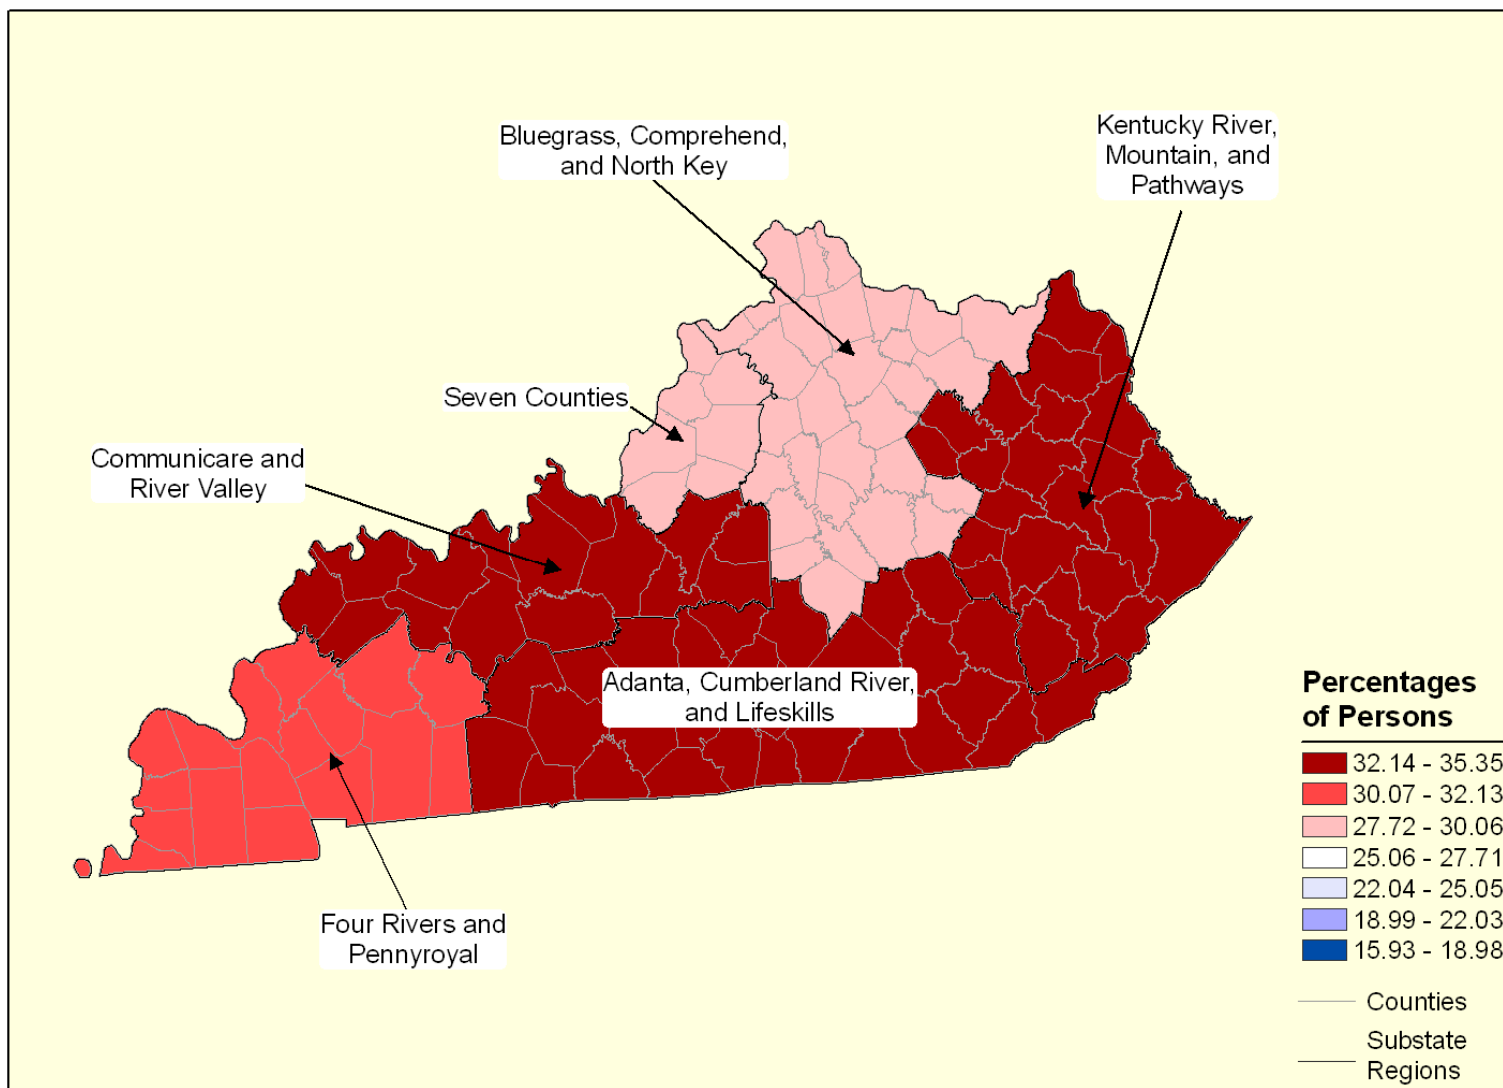 Bluegrass, Comprehend,
and North Key
Kentucky River,
Mountain, and
Pathways
Seven Counties
Communicare and
River Valley
Adanta, Cumberland River,
and Lifeskills
Four Rivers and
Pennyroyal
Percentages
of Persons
32.14 - 35.35
30.07 - 32.13
27.72 - 30.06
25.06 - 27.71
22.04 - 25.05
18.99 - 22.03
15.93 - 18.98
Counties
Substate
Regions